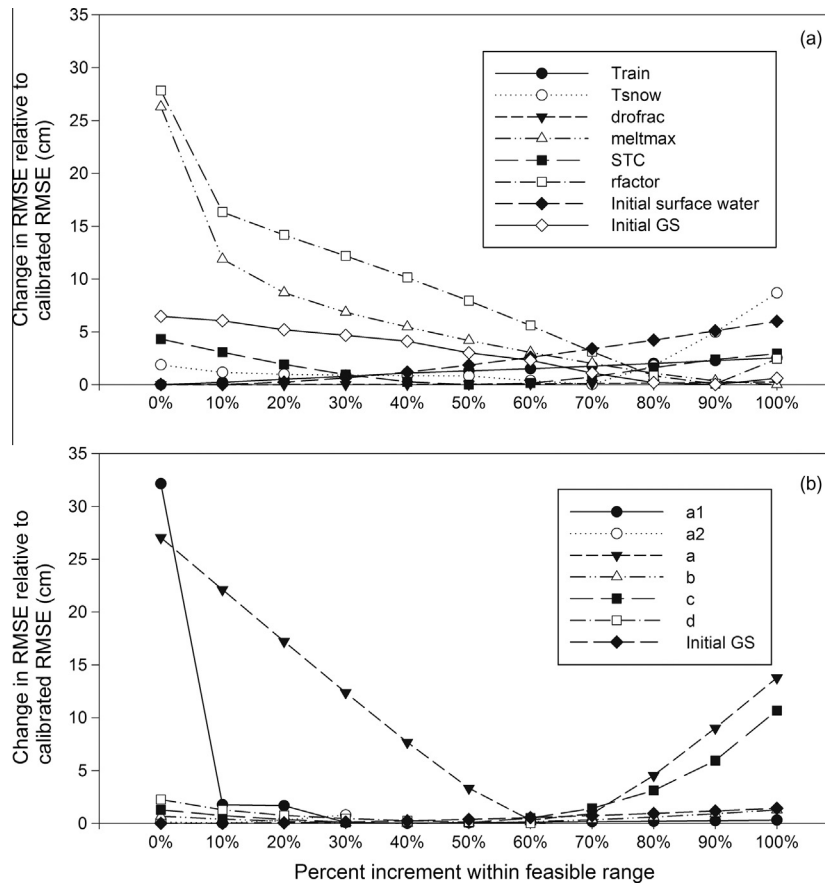 Change in RMSE relative to
calibrated RMSE (cm)
35
30
25
20
15
10
5
0
(a)
Train
Tsnow
drofrac
meltmax
STC
rfactor
Initial surface water
Initial GS
0% 10% 20% 30% 40% 50% 60% 70% 80% 90% 100%
Change in RMSE relative to
calibrated RMSE (cm)
35
30
25
20
15
10
5
0
(b)
a1
a2
a
b
c
d
Initial GS
0% 10% 20% 30% 40% 50% 60% 70% 80% 90% 100%
Percent increment within feasible range